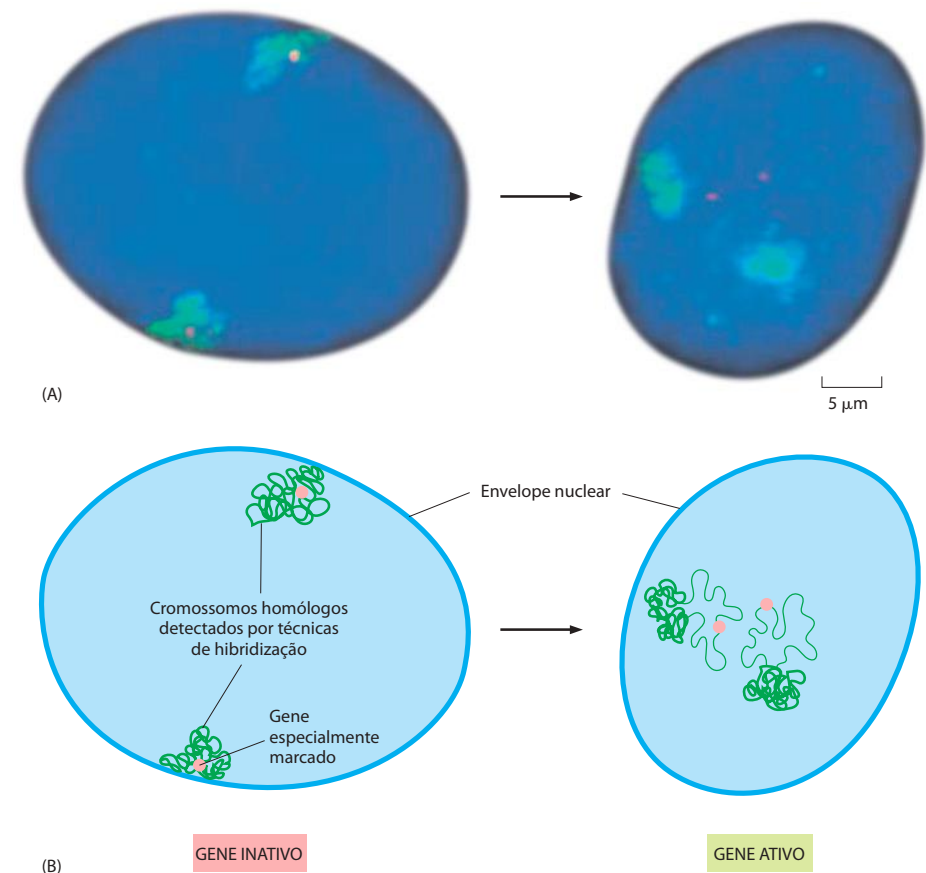 (A)
5 μm
Envelope nuclear
Cromossomos homólogos
detectados por técnicas
de hibridização
Gene
especialmente
marcado
(B)
GENE INATIVO
GENE ATIVO